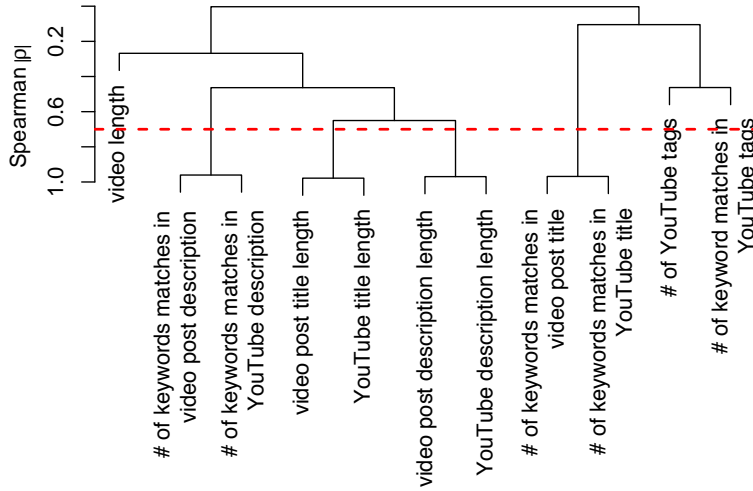 Spearman |ρ|
0.2
0.6
1.0
video length
# of keywords matches in
video post description
# of keywords matches in
YouTube description
video post title length
YouTube title length
video post description length
YouTube description length
# of keywords matches in
video post title
# of keywords matches in
YouTube title
# of YouTube tags
# of keyword matches in
YouTube tags